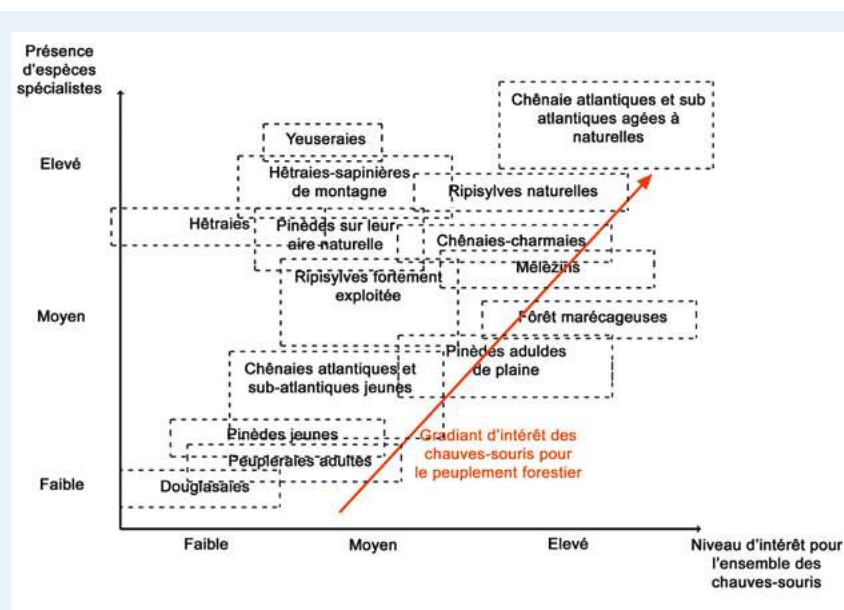 Présence
d'espèces
spécialistes
Elevé
Moyen
Faible
Chênaie atlantiques et sub
atlantiques agées à
naturelles
Yeuseraies
Hêtraies-sapinières
de montagne
Ripisylves naturelles
Hêtraies
Pinèdes sur leur
aire naturelle
Chênaies-charmaies
Mélèzins
Ripisylves fortement
exploitée
Fôrêt marécageuses
Pinèdes aduldes
de plaine
Chênaies atlantiques et
sub-atlantiques jeunes
Pinèdes jeunes
Peupleraies adultes
Douglasaies
Gradiant d'intérêt des
chauves-souris pour
le peuplement forestier
Faible
Moyen
Elevé
Niveau d'intérêt pour
l'ensemble des
chauves-souris